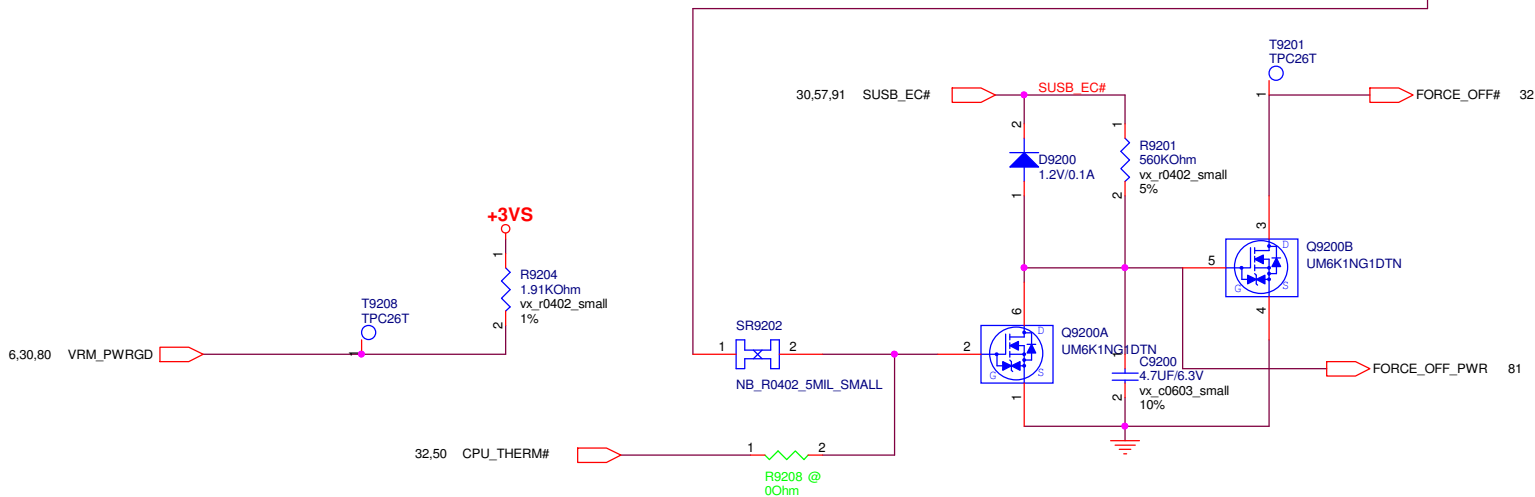 T9201
TPC26T
1
FORCE_OFF# 32
30,57,91 SUSB_EC#
SUSB_EC#
2
D9200
1.2V/0.1A
1
1
R9201
560KOhm
vx_r0402_small
5%
2
+3VS
1
R9204
1.91KOhm
vx_r0402_small
1%
2
T9208
TPC26T
6,30,80 VRM_PWRGD
3
D
Q9200B
UM6K1NG1DTN
5
G
S
4
SR9202
1
2
NB_R0402_5MIL_SMALL
6
D
Q9200A
UM6K1NG1DTN
2
G
S
1
1
C9200
4.7UF/6.3V
vx_c0603_small
10%
2
FORCE_OFF_PWR 81
32,50 CPU_THERM#
1
2
R9208 @
0Ohm